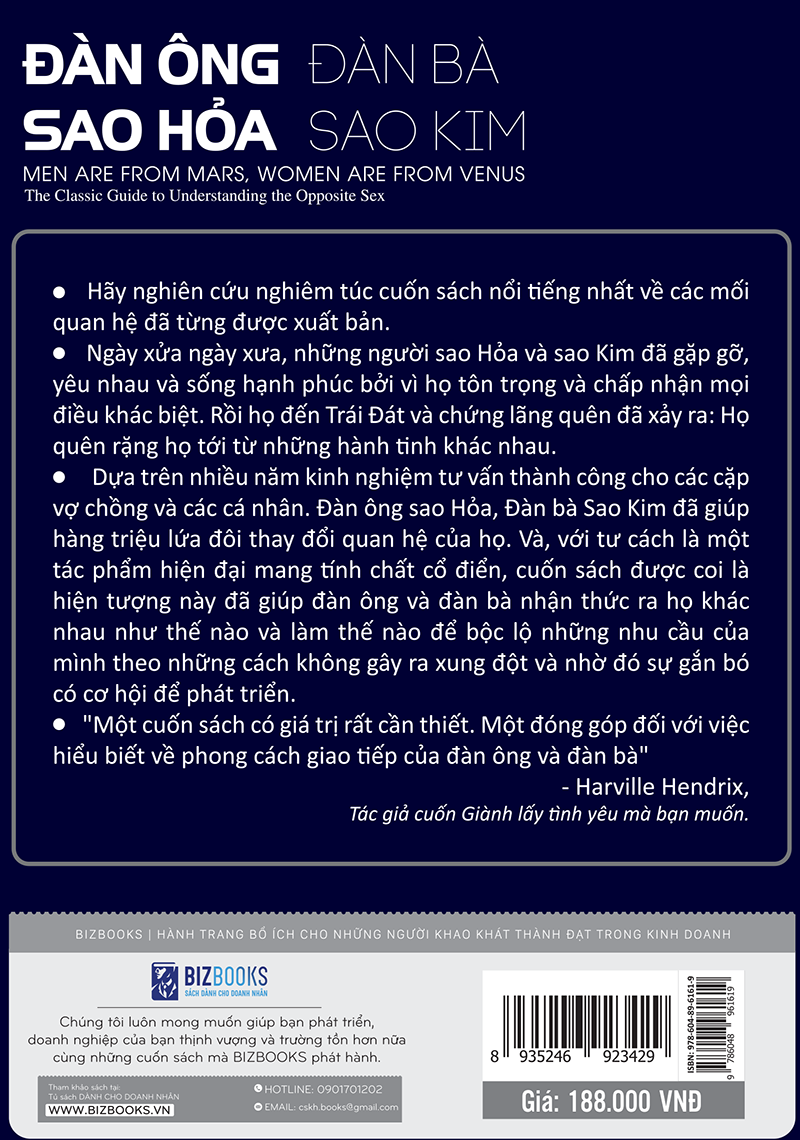 ĐÀN ÔNG ĐÀN BÀ
SAO HỎA SAO KIM
MEN ARE FROM MARS, WOMEN ARE FROM VENUS
The Classic Guide to Understanding the Opposite Sex
● Hãy nghiên cứu nghiêm túc cuốn sách nổi tiếng nhất về các mối
quan hệ đã từng được xuất bản.
● Ngày xửa ngày xưa, những người sao Hỏa và sao Kim đã gặp gỡ,
yêu nhau và sống hạnh phúc bởi vì họ tôn trọng và chấp nhận mọi
điều khác biệt. Rồi họ đến Trái Đát và chứng lãng quên đã xảy ra: Họ
quên rặng họ tới từ những hành tinh khác nhau.
● Dựa trên nhiều năm kinh nghiệm tư vấn thành công cho các cặp
vợ chồng và các cá nhân. Đàn ông sao Hỏa, Đàn bà Sao Kim đã giúp
hàng triệu lứa đôi thay đổi quan hệ của họ. Và, với tư cách là một
tác phẩm hiện đại mang tính chất cổ điển, cuốn sách được coi là
hiện tượng này đã giúp đàn ông và đàn bà nhận thức ra họ khác
nhau như thế nào và làm thế nào để bộc lộ những nhu cầu của
mình theo những cách không gây ra xung đột và nhờ đó sự gắn bó
có cơ hội để phát triển.
● "Một cuốn sách có giá trị rất cần thiết. Một đóng góp đối với việc
hiểu biết về phong cách giao tiếp của đàn ông và đàn bà"
- Harville Hendrix,
Tác giả cuốn Giành lấy tình yêu mà bạn muốn.
BIZBOOKS | HÀNH TRANG BỔ ÍCH CHO NHỮNG NGƯỜI KHAO KHÁT THÀNH ĐẠT TRONG KINH DOANH
BIZBOOKS
SÁCH DÀNH CHO DOANH NHÂN
Chúng tôi luôn mong muốn giúp bạn phát triển,
doanh nghiệp của bạn thịnh vượng và trường tồn hơn nữa
cùng những cuốn sách mà BIZBOOKS phát hành.
Tham khảo sách tại:
Tủ sách DÀNH CHO DOANH NHÂN
WWW.BIZBOOKS.VN
HOTLINE: 0901701202
EMAIL: cskh.books@gmail.com
8 935246 923429
ISBN: 978-604-89-6161-9
9 786048 961619
Giá: 188.000 VNĐ